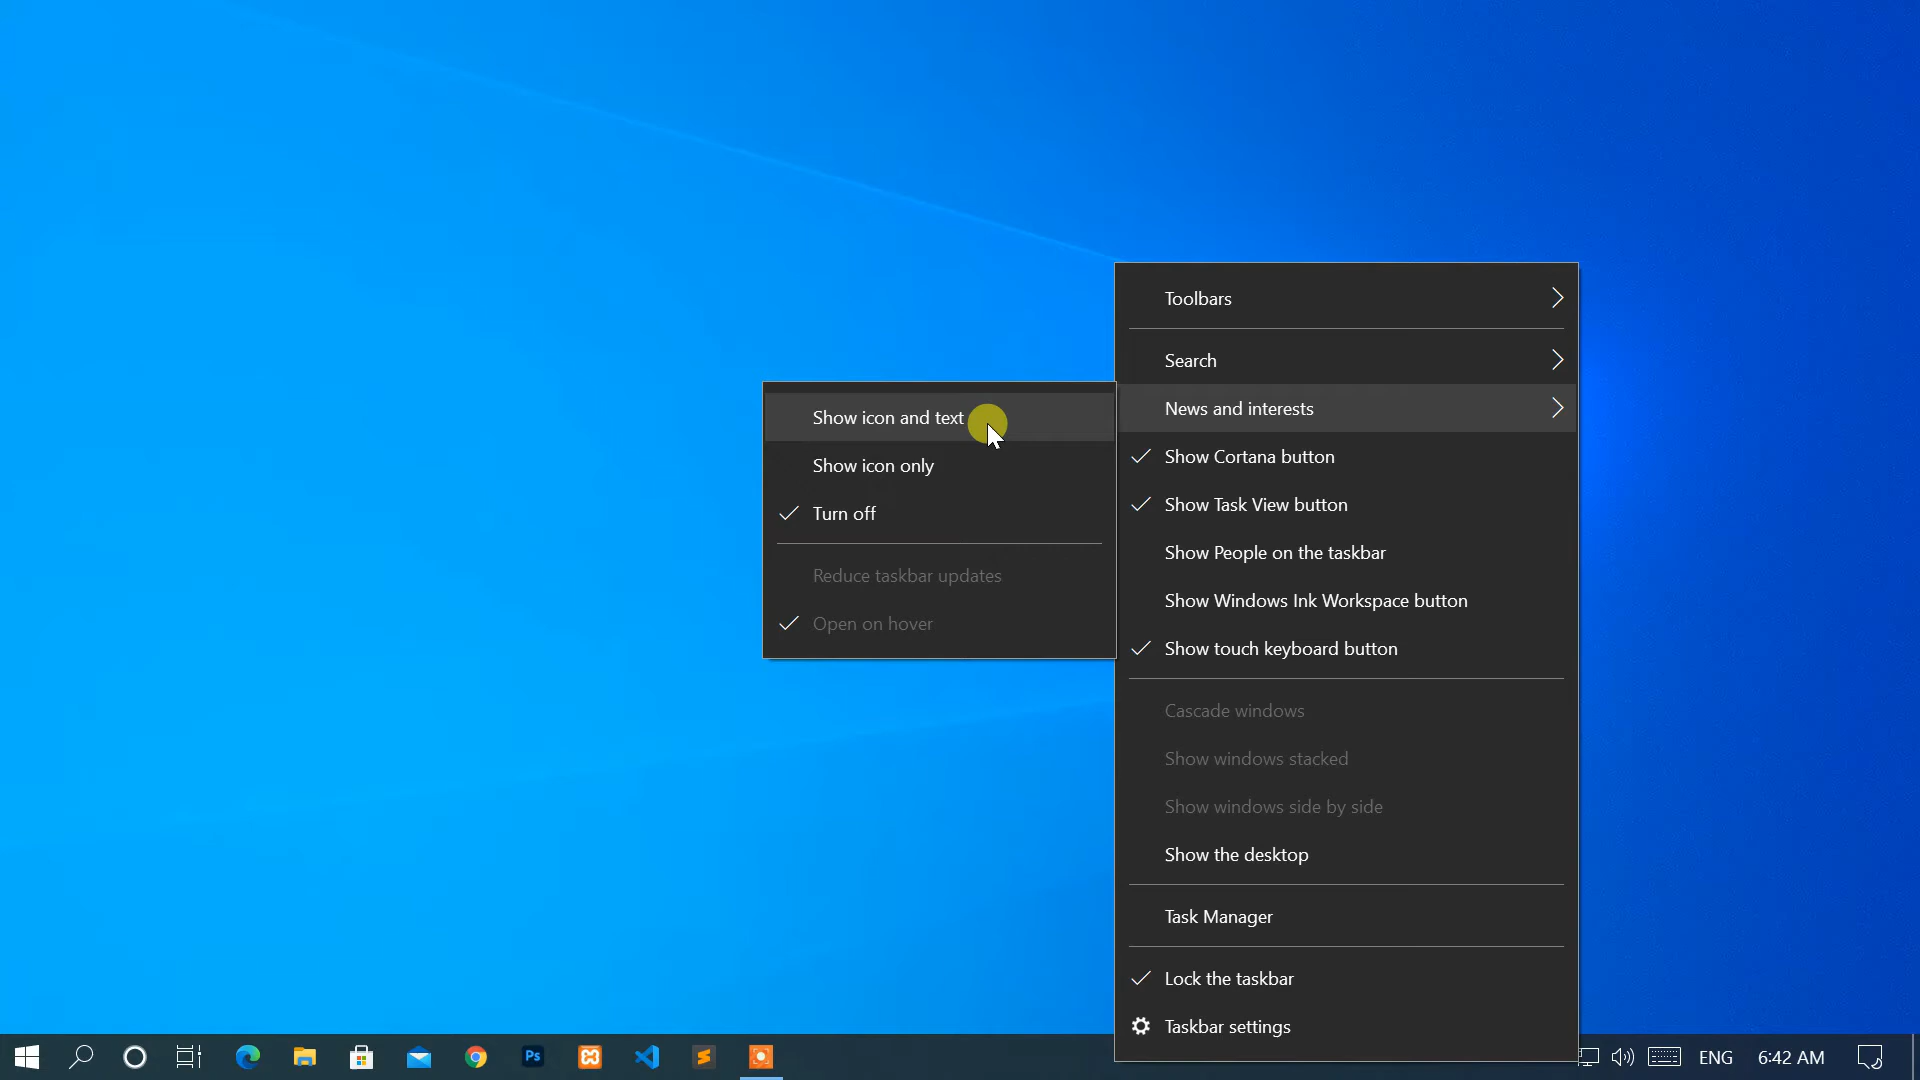 Toolbars
Search
News and interests
Show Cortana button
Show Task View button
Show People on the taskbar
Show Windows Ink Workspace button
Show touch keyboard button
Cascade windows
Show windows stacked
Show windows side by side
Show the desktop
Task Manager
Lock the taskbar
Taskbar settings
Show icon and text
Show icon only
Turn off
Reduce taskbar updates
Open on hover
Ps
ENG
6:42 AM